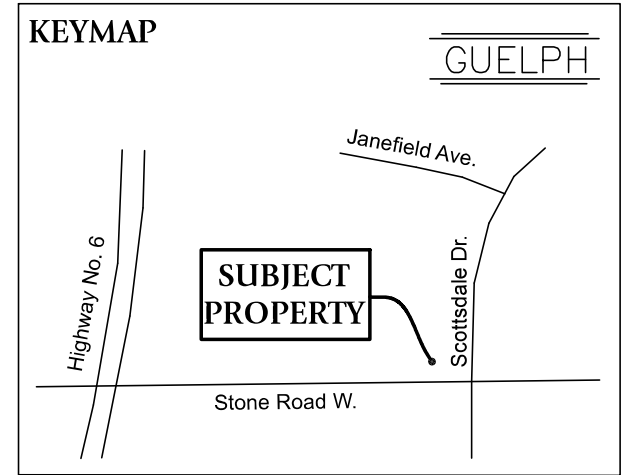 KEYMAP
GUELPH
Janefield Ave.
Highway No. 6
SUBJECT
PROPERTY
Scottsdale Dr.
Stone Road W.